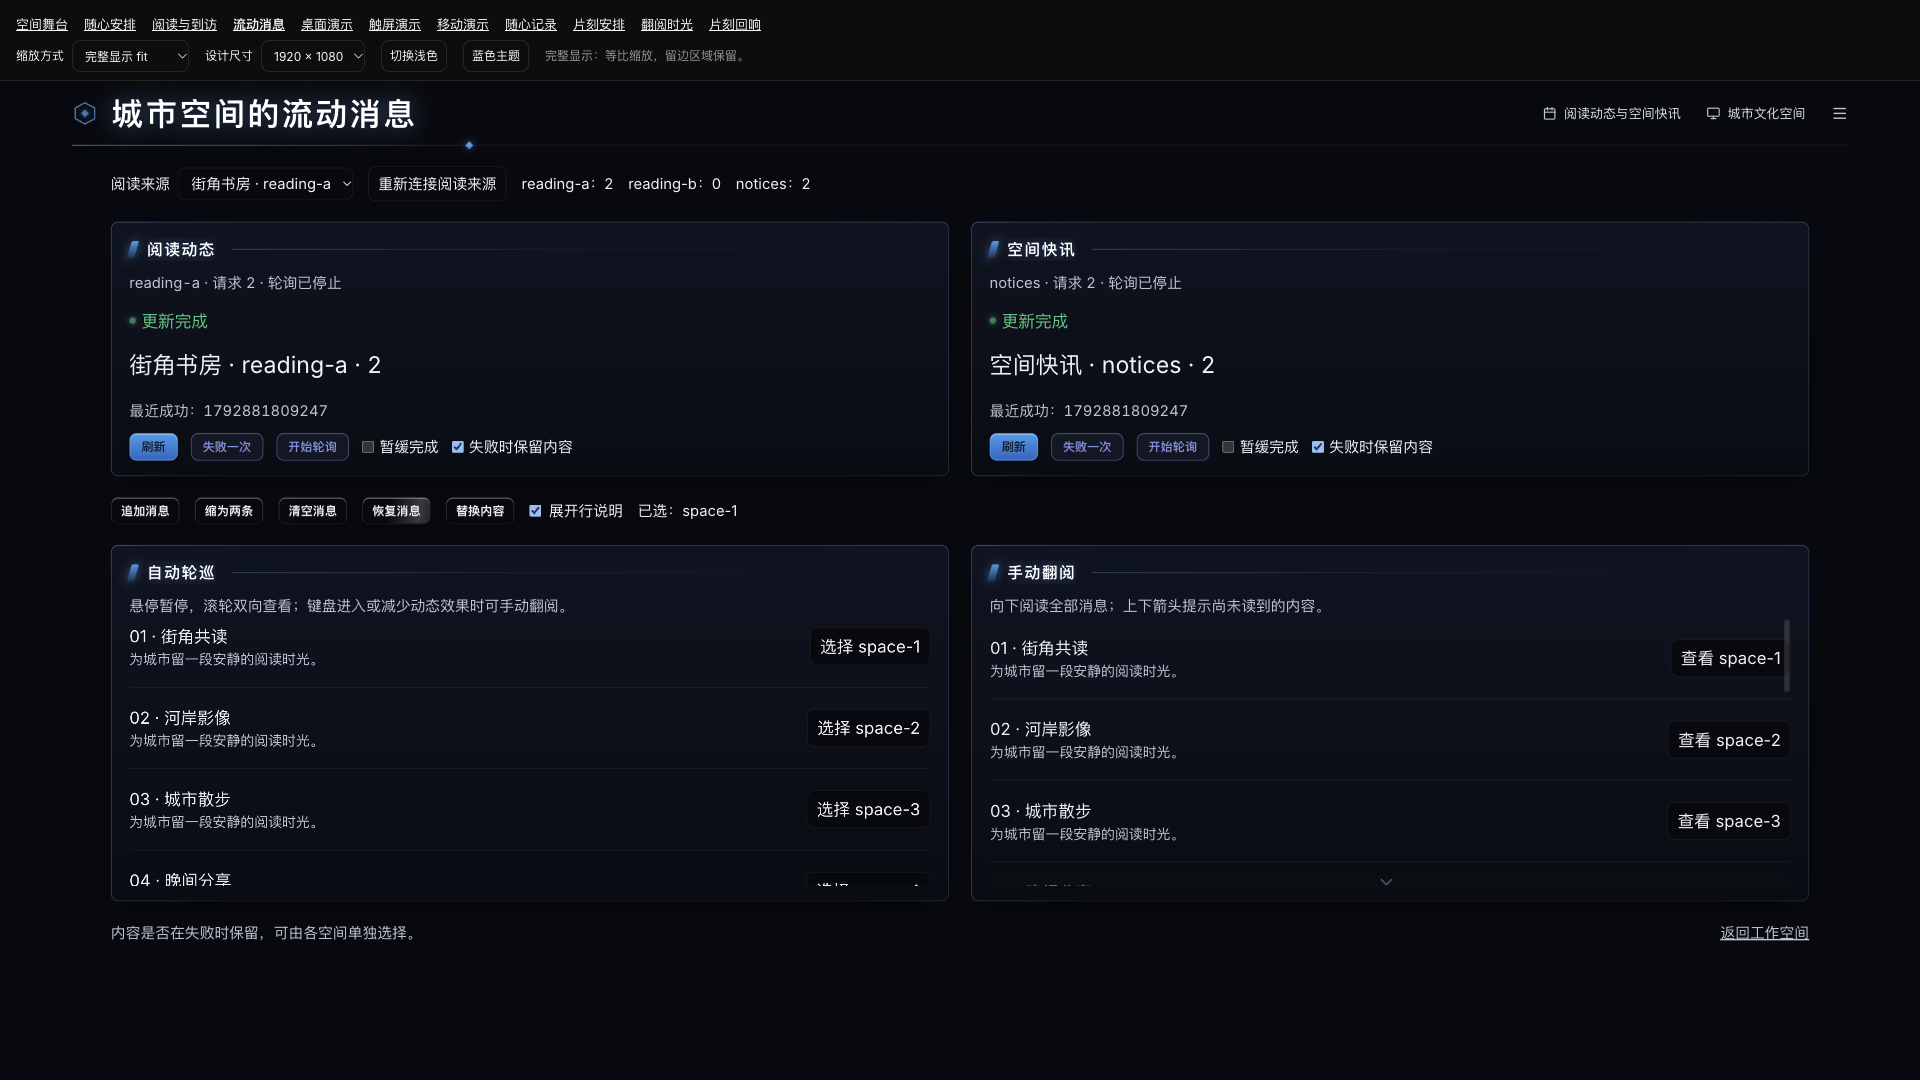 空间舞台 随心安排 阅读与到访 流动消息 桌面演示 触屏演示 移动演示 随心记录 片刻安排 翻阅时光 片刻回响
缩放方式 完整显示 fit 设计尺寸 1920 × 1080 切换浅色 蓝色主题 完整显示：等比缩放，留边区域保留。
城市空间的流动消息
阅读动态与空间快讯 城市文化空间
阅读来源 街角书房 · reading-a 重新连接阅读来源 reading-a：2 reading-b：0 notices：2
阅读动态
reading-a · 请求 2 · 轮询已停止
更新完成
街角书房 · reading-a · 2
最近成功：1792881809247
刷新 失败一次 开始轮询 暂缓完成 失败时保留内容
空间快讯
notices · 请求 2 · 轮询已停止
更新完成
空间快讯 · notices · 2
最近成功：1792881809247
刷新 失败一次 开始轮询 暂缓完成 失败时保留内容
追加消息 缩为两条 清空消息 恢复消息 替换内容 展开行说明 已选：space-1
自动轮巡
悬停暂停，滚轮双向查看；键盘进入或减少动态效果时可手动翻阅。
01 · 街角共读
为城市留一段安静的阅读时光。
选择 space-1
02 · 河岸影像
为城市留一段安静的阅读时光。
选择 space-2
03 · 城市散步
为城市留一段安静的阅读时光。
选择 space-3
04 · 晚间分享
手动翻阅
向下阅读全部消息；上下箭头提示尚未读到的内容。
01 · 街角共读
为城市留一段安静的阅读时光。
查看 space-1
02 · 河岸影像
为城市留一段安静的阅读时光。
查看 space-2
03 · 城市散步
为城市留一段安静的阅读时光。
查看 space-3
内容是否在失败时保留，可由各空间单独选择。
返回工作空间